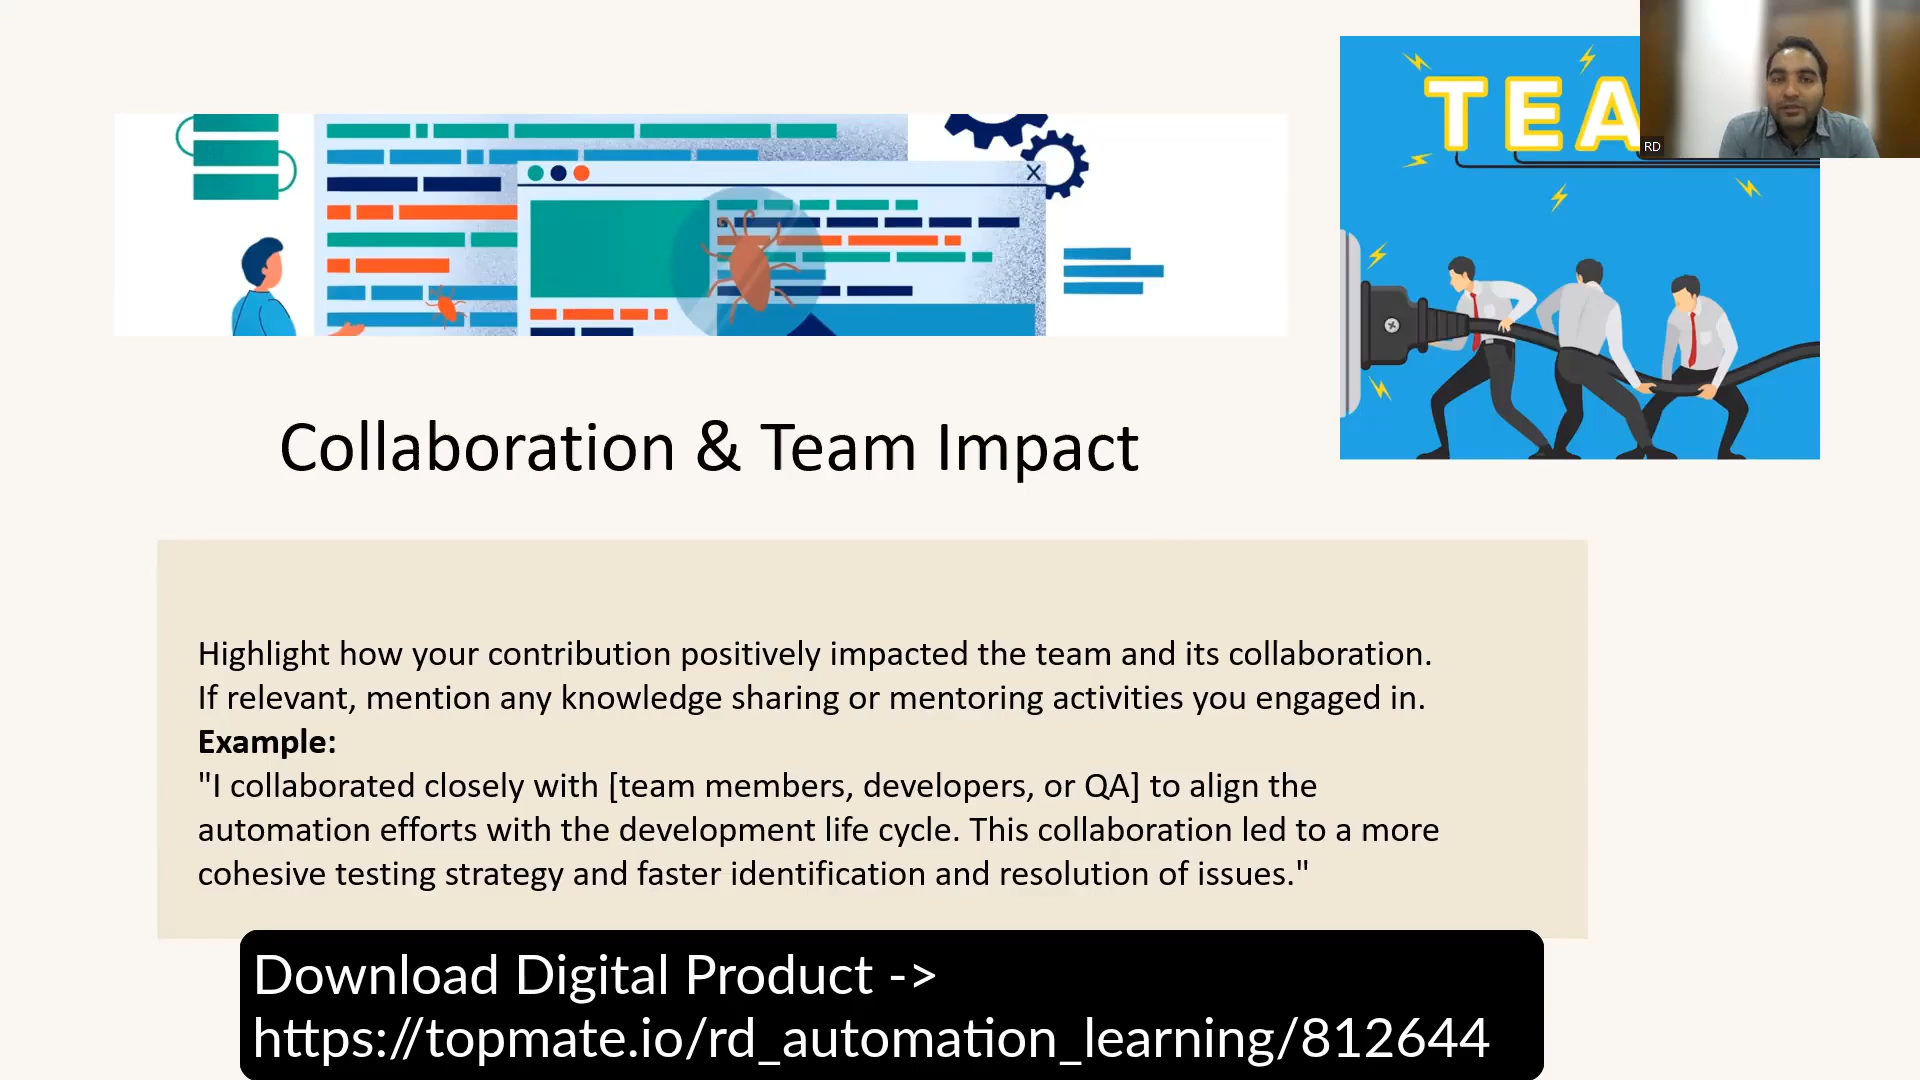 TEA
RD
X
Collaboration & Team Impact
Highlight how your contribution positively impacted the team and its collaboration.
If relevant, mention any knowledge sharing or mentoring activities you engaged in.
Example:
"I collaborated closely with [team members, developers, or QA] to align the
automation efforts with the development life cycle. This collaboration led to a more
cohesive testing strategy and faster identification and resolution of issues."
Download Digital Product ->
https://topmate.io/rd_automation_learning/812644